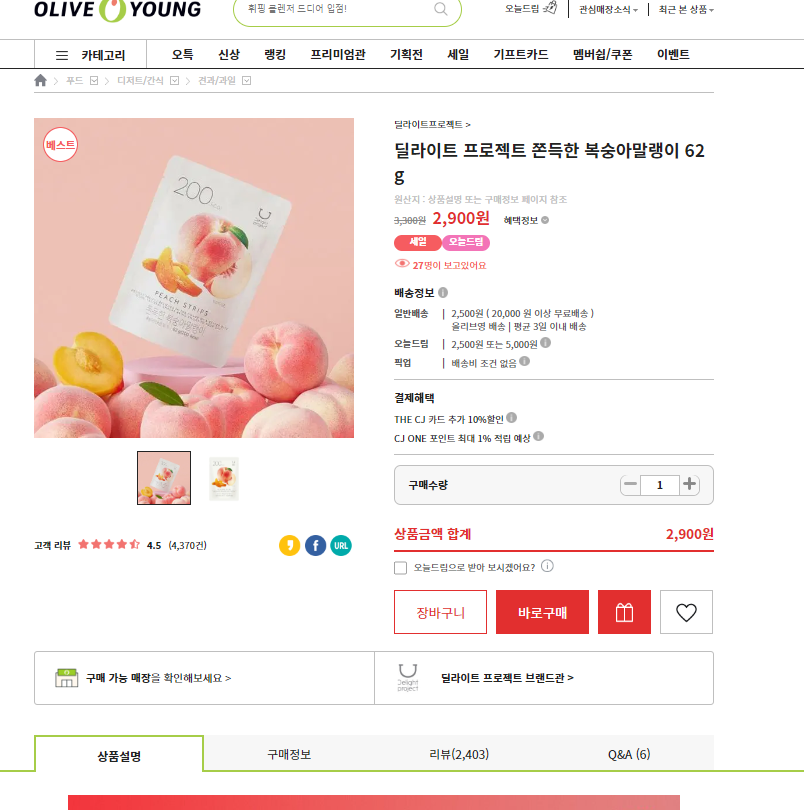 OLIVE YOUNG
휘핑 블렌저 드디어 입점!
오늘드림
관심매장소식
최근 본 상품
카테고리
오특 신상 랭킹 프리미엄관 기획전 세일 기프트카드 멤버쉽/쿠폰 이벤트
푸드 디저트/간식 견과/과일
베스트
200
Delight project
PEACH STRIPS
딜라이트프로젝트 >
딜라이트 프로젝트 쫀득한 복숭아말랭이 62
g
원산지 : 상품설명 또는 구매정보 페이지 참조
3,300원 2,900원 혜택정보
세일 오늘드림
27명이 보고있어요
배송정보
일반배송 | 2,500원 ( 20,000 원 이상 무료배송 )
올리브영 배송 | 평균 3일 이내 배송
오늘드림 | 2,500원 또는 5,000원
픽업 | 배송비 조건 없음
결제혜택
THE CJ 카드 추가 10%할인
CJ ONE 포인트 최대 1% 적립 예상
구매수량 1
상품금액 합계 2,900원
오늘드림으로 받아 보시겠어요?
장바구니 바로구매
고객 리뷰 4.5 (4,370건) URL
구매 가능 매장을 확인해보세요 >
Delight project
딜라이트 프로젝트 브랜드관 >
상품설명 구매정보 리뷰(2,403) Q&A (6)